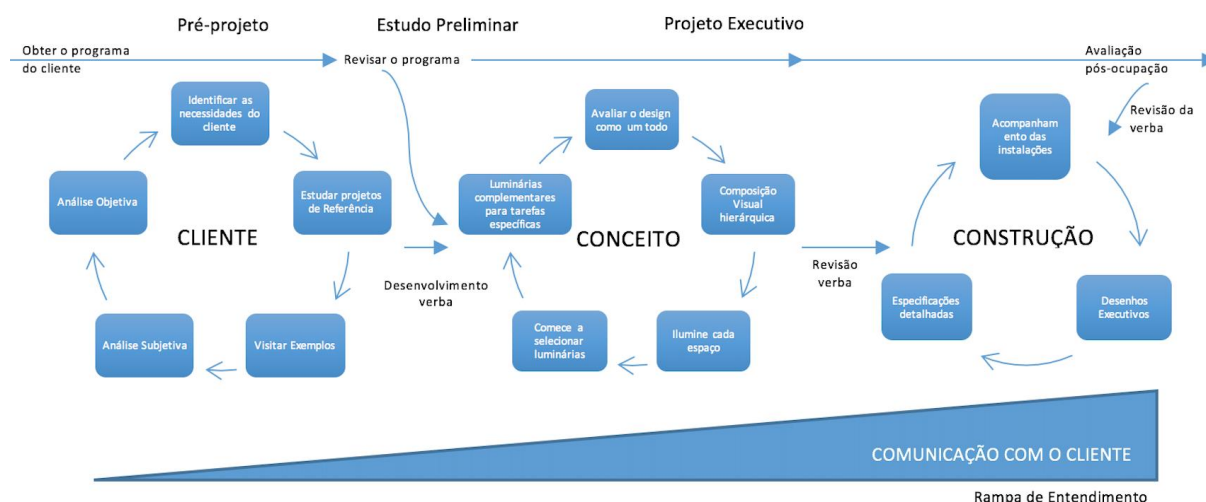 Pré-projeto
Estudo Preliminar
Projeto Executivo
Obter o programa
do cliente
Revisar o programa
Avaliação
pós-ocupação
Revisão da
verba
Identificar as
necessidades do
cliente
Estudar projetos
de Referência
Visitar Exemplos
Análise Subjetiva
Análise Objetiva
CLIENTE
Desenvolvimento
verba
Avaliar o design
como um todo
Composição
Visual
hierárquica
Ilumine cada
espaço
Comece a
selecionar
luminárias
Luminárias
complementares
para tarefas
específicas
CONCEITO
Revisão
verba
Acompanham
ento das
instalações
Desenhos
Executivos
Especificações
detalhadas
CONSTRUÇÃO
COMUNICAÇÃO COM O CLIENTE
Rampa de Entendimento